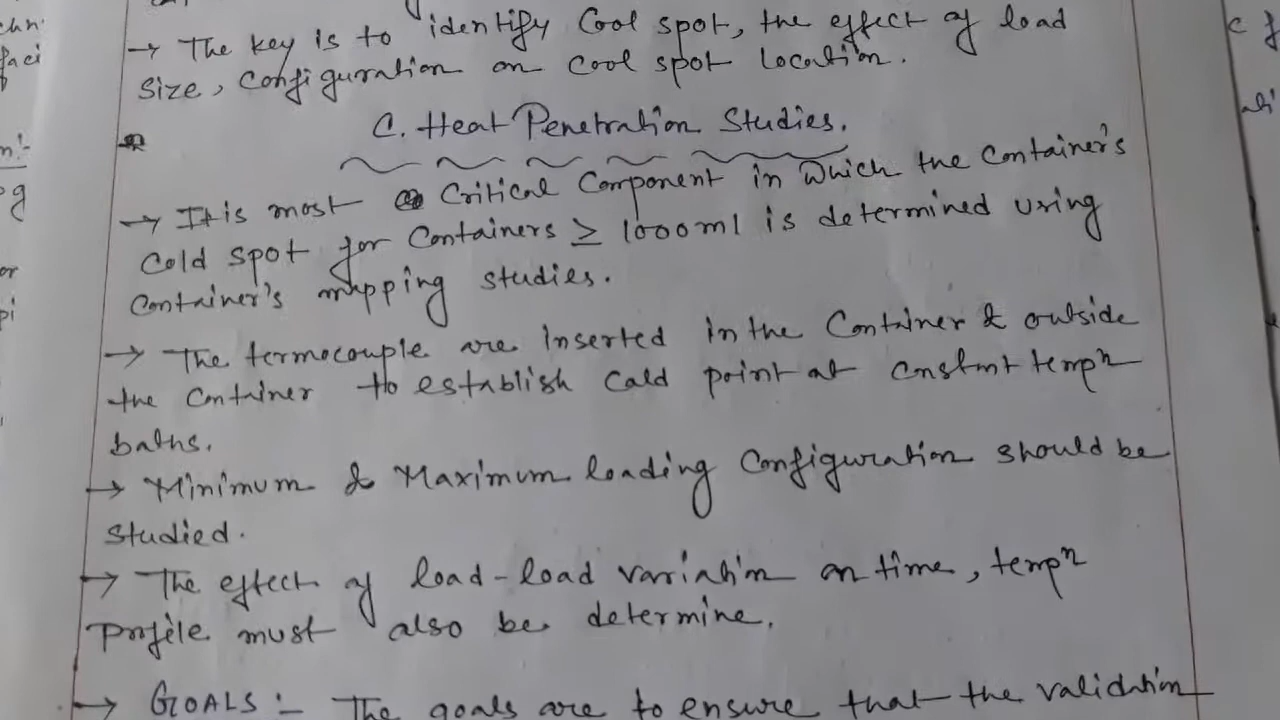 → The key is to identify Cool spot, the effect of load
Size, Configuration on cool spot location.
C. Heat Penetration Studies.
→ It is most Critical Component in which the Container's
Cold spot for Containers ≥ 1000ml is determined using
Container's mapping studies.
→ The termocouple are inserted in the Container & outside
the Container to establish Cald point at constmt tempⁿ
baths.
→ Minimum & Maximum loading Configuration should be
studied.
→ The effect of load-load variation on time, tempⁿ
Profile must also be determine.
→ GOALS :- The goals are to ensure that the validation